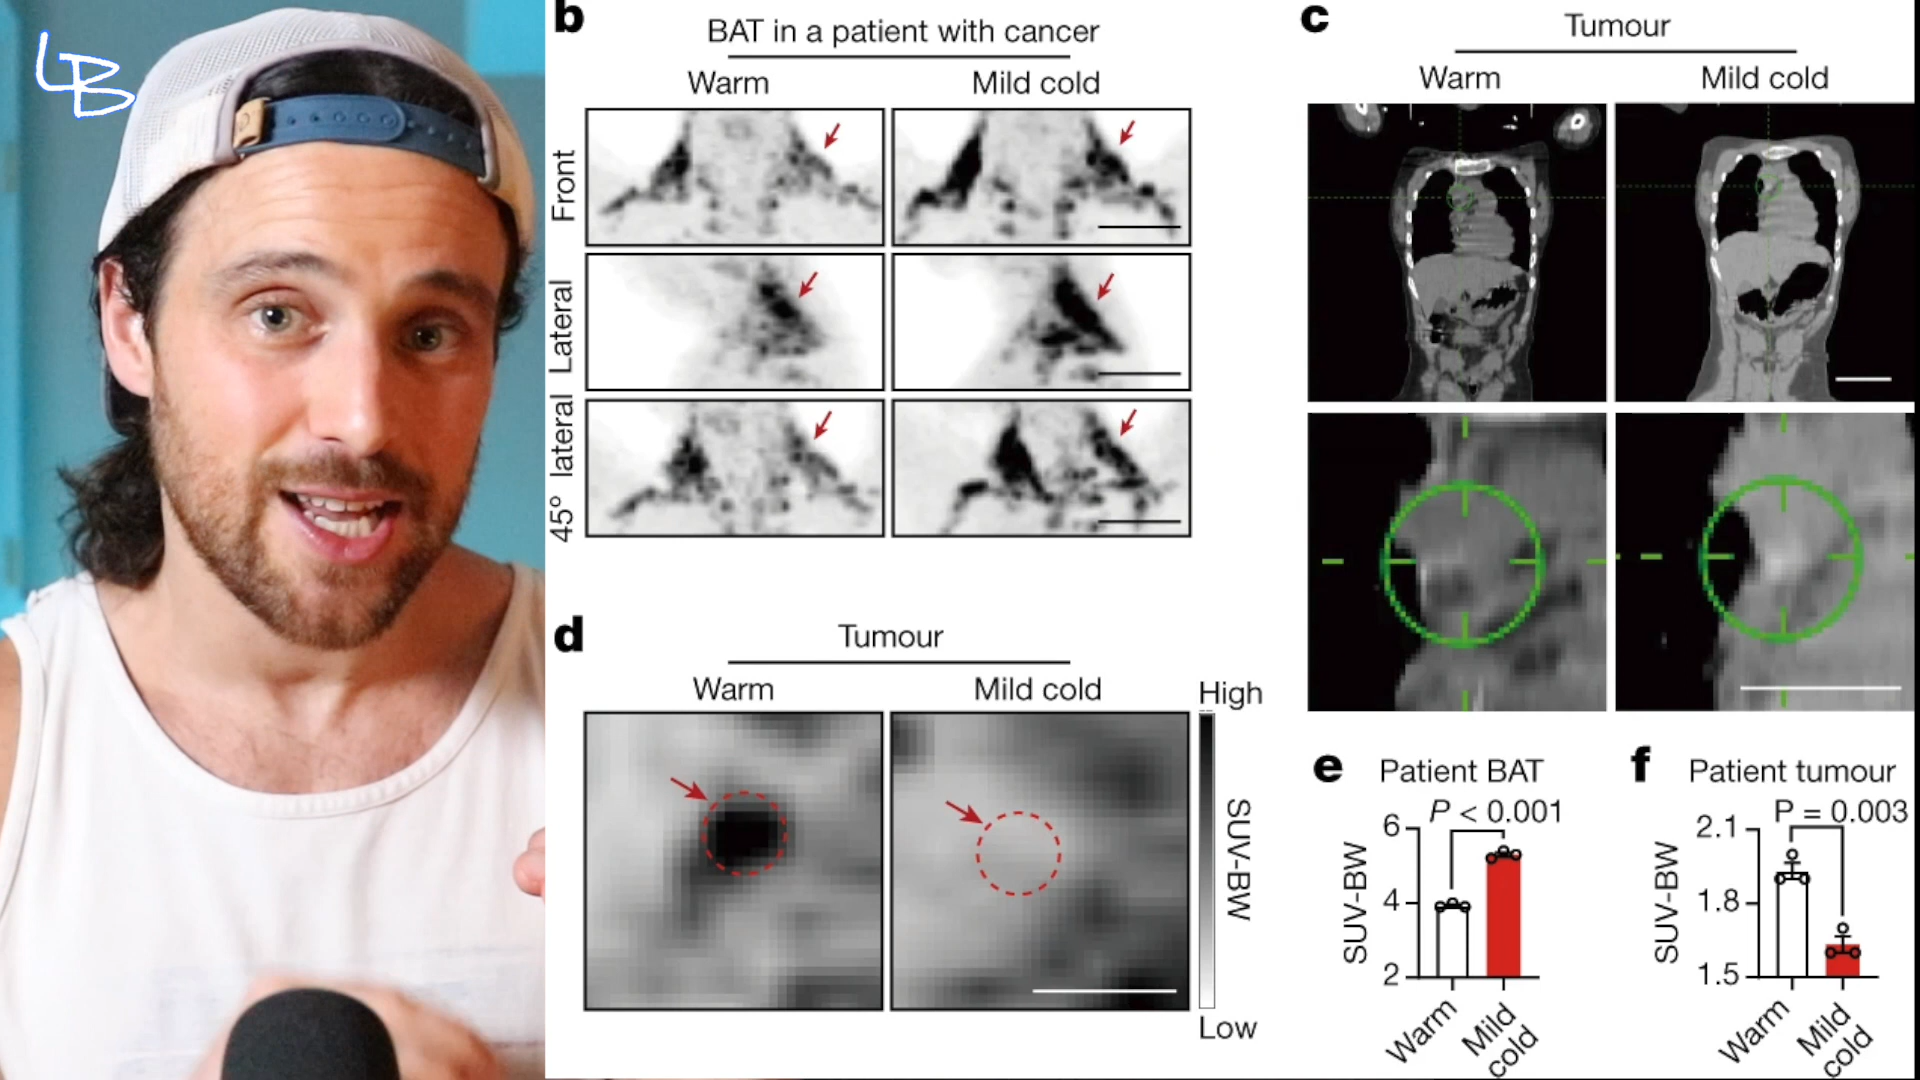 LB
b
BAT in a patient with cancer
Warm
Mild cold
Front
Lateral
45° lateral
c
Tumour
Warm
Mild cold
d
Tumour
Warm
Mild cold
High
SUV-BW
Low
e
Patient BAT
P < 0.001
6
4
2
SUV-BW
Warm
Mild
cold
f
Patient tumour
P = 0.003
2.1
1.8
1.5
SUV-BW
Warm
Mild
cold